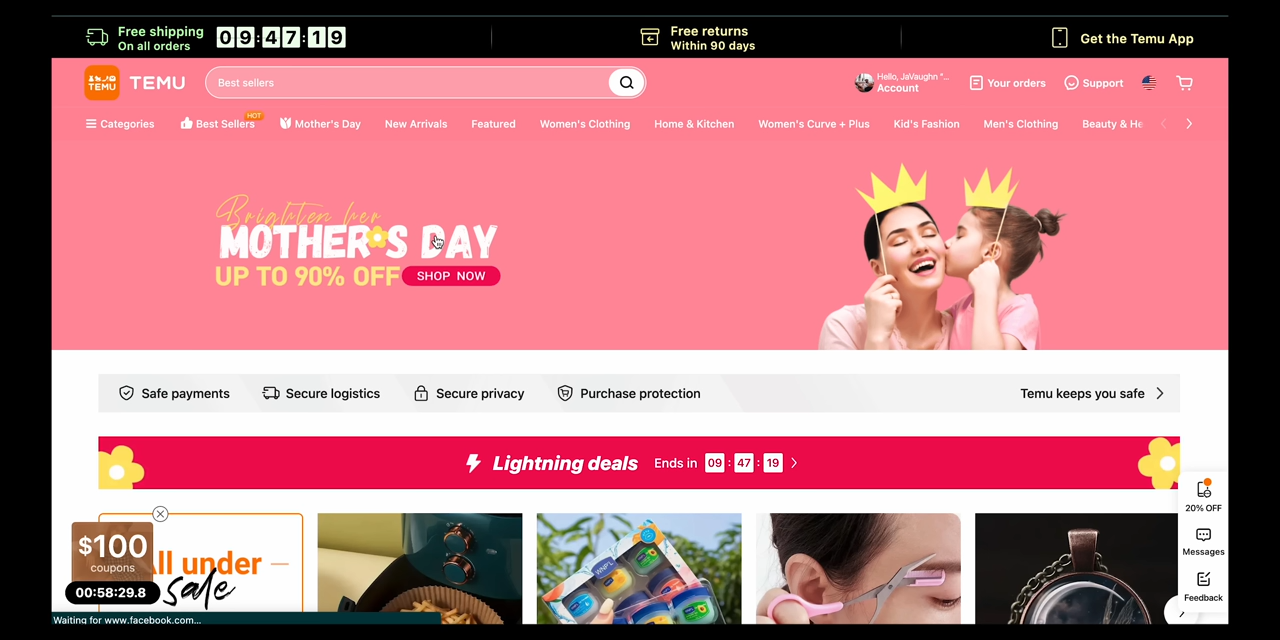 Free shipping
On all orders
09:47:19
Free returns
Within 90 days
Get the Temu App
TEMU
TEMU
Best sellers
Hello, JaVaughn "...
Account
Your orders
Support
Categories
Best Sellers
HOT
Mother's Day
New Arrivals
Featured
Women's Clothing
Home & Kitchen
Women's Curve + Plus
Kid's Fashion
Men's Clothing
Beauty & He
Brighten her
MOTHER'S DAY
UP TO 90% OFF
SHOP NOW
Safe payments
Secure logistics
Secure privacy
Purchase protection
Temu keeps you safe
Lightning deals
Ends in 09 : 47 : 19
20% OFF
Messages
Feedback
$100
coupons
00:58:29.8
All under
sale
Waiting for www.facebook.com...